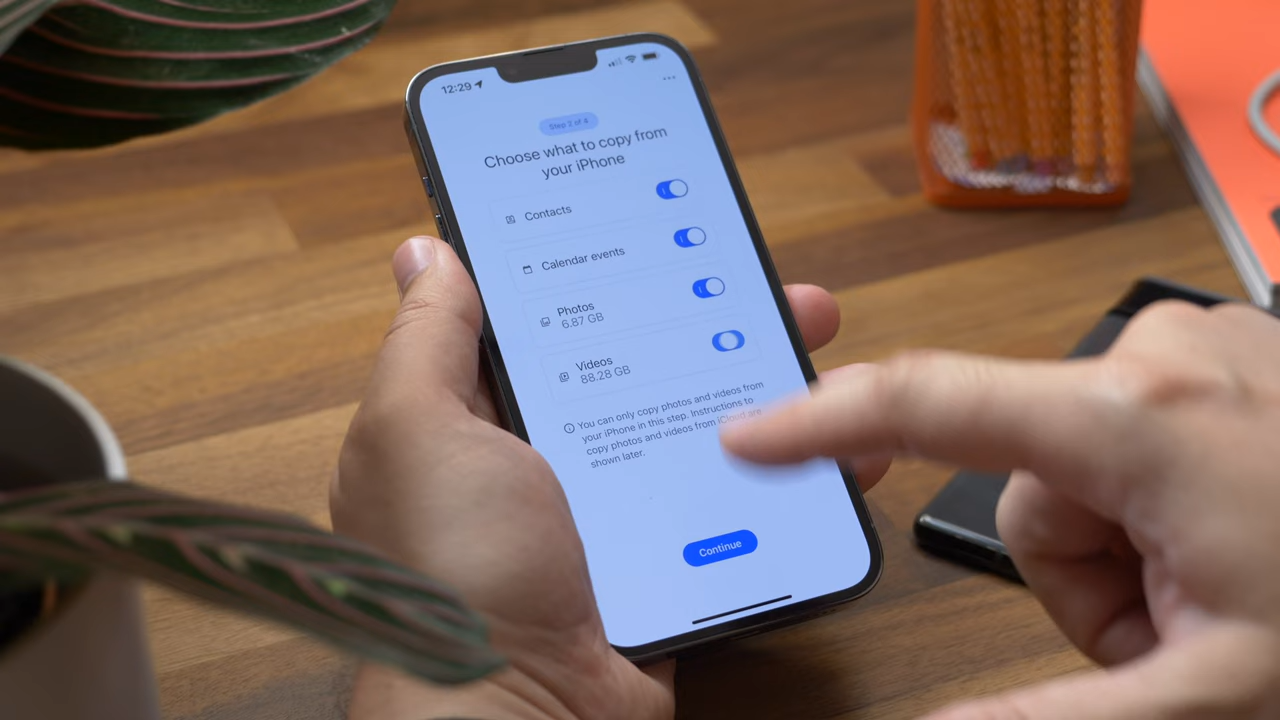 12:29
Step 2 of 4
Choose what to copy from
your iPhone
Contacts
Calendar events
Photos
6.87 GB
Videos
88.28 GB
You can only copy photos and videos from
your iPhone in this step. Instructions to
copy photos and videos from iCloud are
shown later.
Continue